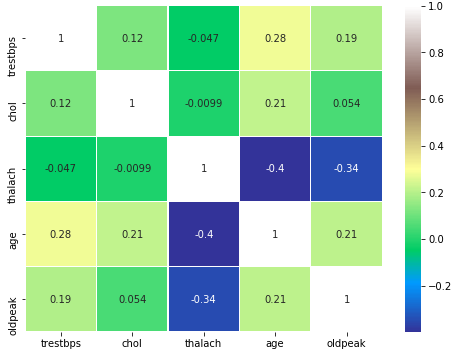 trestbps 1 0.12 -0.047 0.28 0.19
chol 0.12 1 -0.0099 0.21 0.054
thalach -0.047 -0.0099 1 -0.4 -0.34
age 0.28 0.21 -0.4 1 0.21
oldpeak 0.19 0.054 -0.34 0.21 1
trestbps chol thalach age oldpeak
1.0
0.8
0.6
0.4
0.2
0.0
-0.2